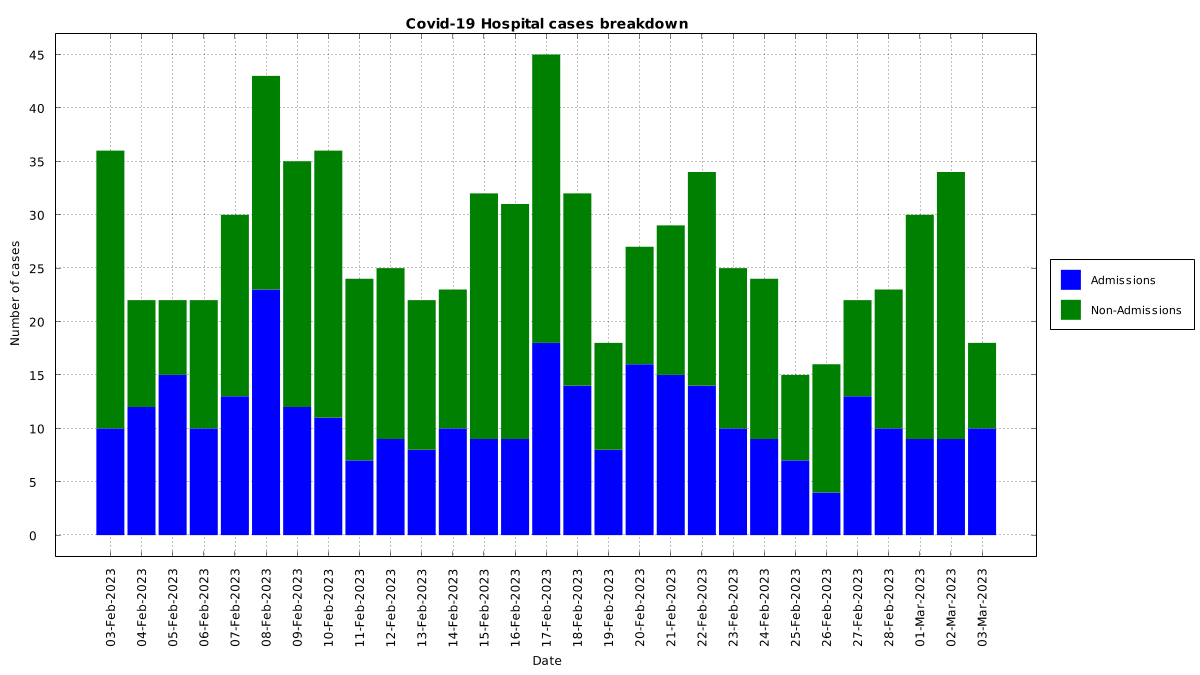 Covid-19 Hospital cases breakdown
45
40
35
30
25
20
15
10
5
0
Number of cases
03-Feb-2023
04-Feb-2023
05-Feb-2023
06-Feb-2023
07-Feb-2023
08-Feb-2023
09-Feb-2023
10-Feb-2023
11-Feb-2023
12-Feb-2023
13-Feb-2023
14-Feb-2023
15-Feb-2023
16-Feb-2023
17-Feb-2023
18-Feb-2023
19-Feb-2023
20-Feb-2023
21-Feb-2023
22-Feb-2023
23-Feb-2023
24-Feb-2023
25-Feb-2023
26-Feb-2023
27-Feb-2023
28-Feb-2023
01-Mar-2023
02-Mar-2023
03-Mar-2023
Date
Admissions
Non-Admissions